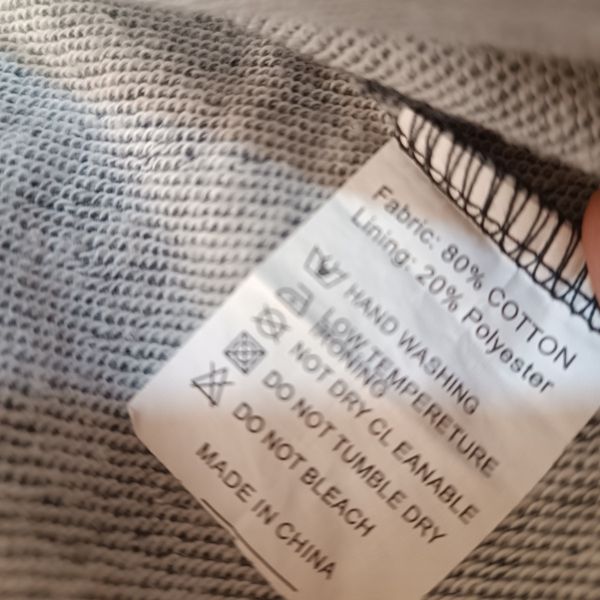 Fabric: 80% COTTON
Lining: 20% Polyester
HAND WASHING
LOW TEMPERETURE
IRONING
NOT DRY CLEANABLE
DO NOT TUMBLE DRY
DO NOT BLEACH
MADE IN CHINA